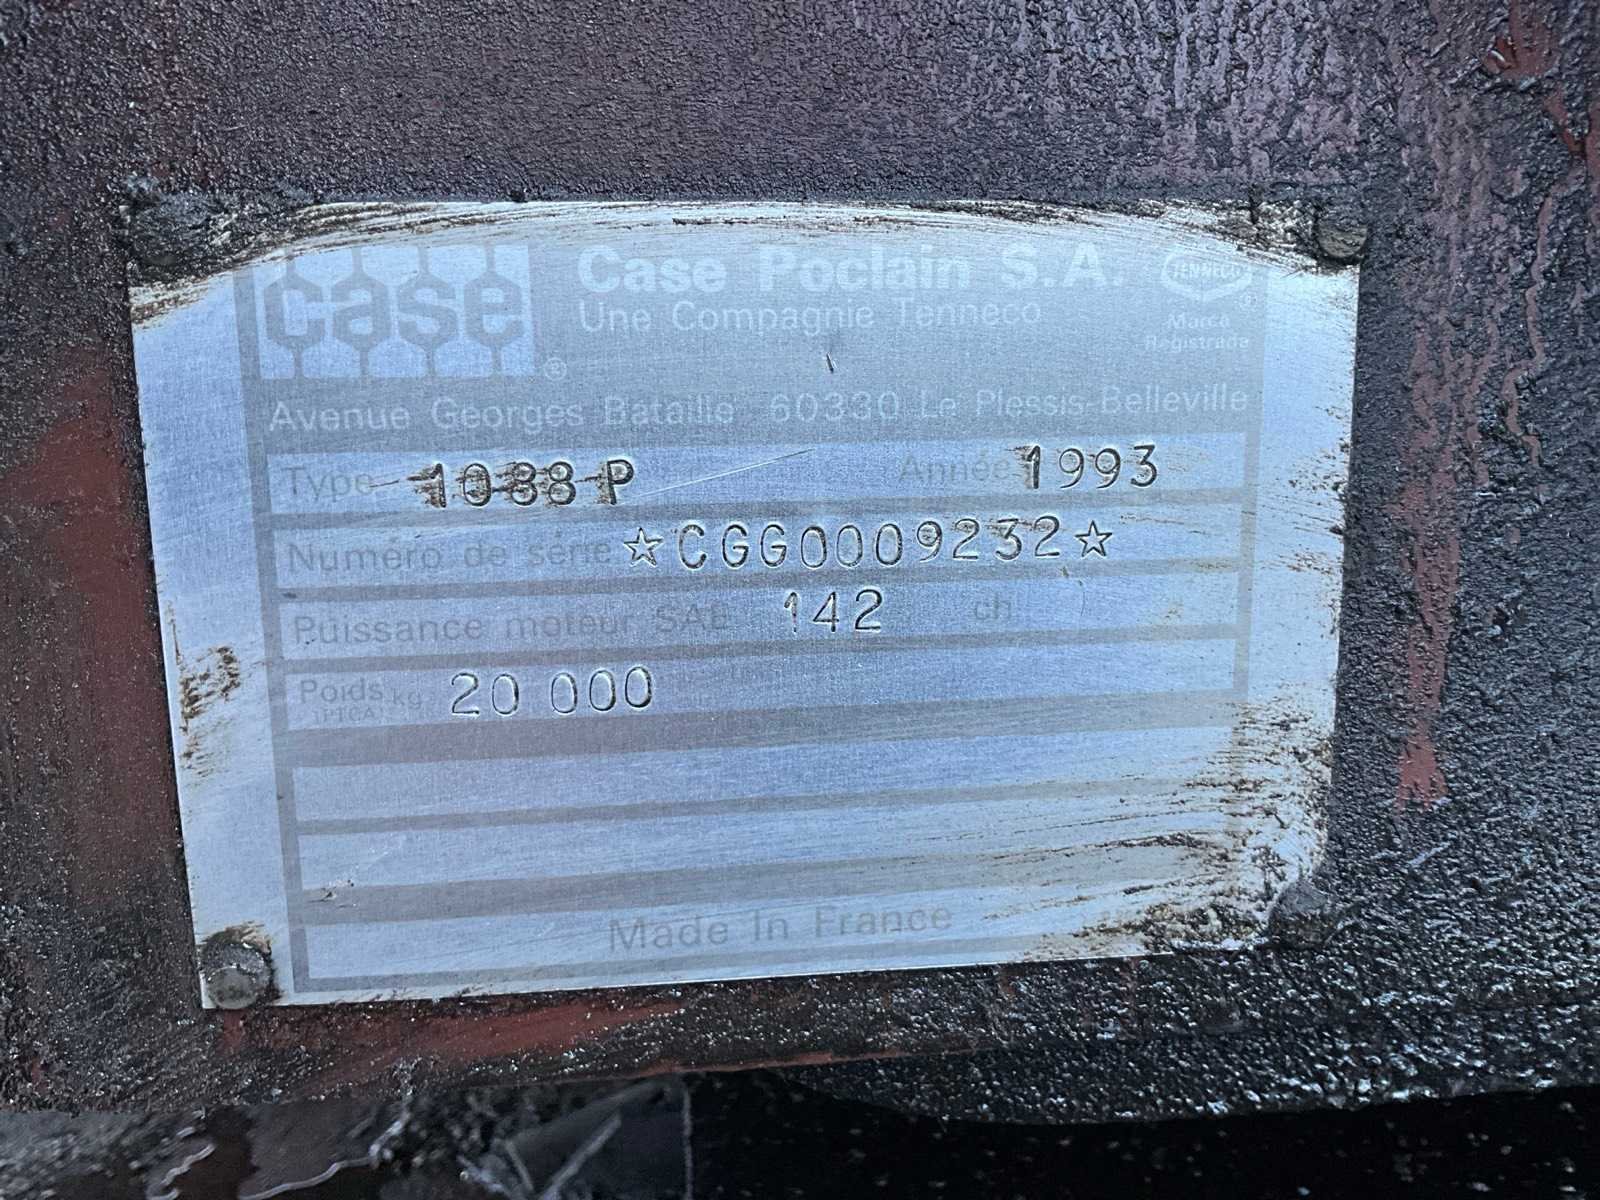 case ®
Case Poclain S.A.
Une Compagnie Tenneco
TENNECO ®
Marca
Registrada
Avenue Georges Bataille 60330 Le Plessis-Belleville
Type 1088 P Année 1993
Numéro de série ☆CGG0009232☆
Puissance moteur SAE 142 ch
Poids kg 20 000
(PTCA)
Made In France